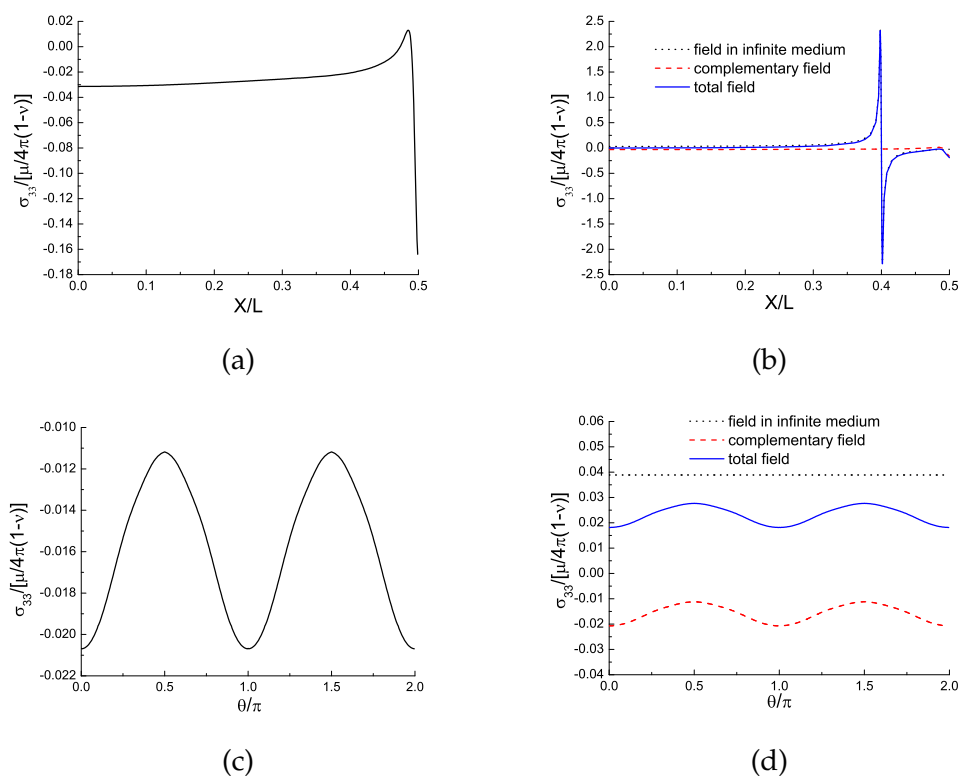 0.02
0.00
-0.02
-0.04
-0.06
-0.08
-0.10
-0.12
-0.14
-0.16
-0.18
σ33/[μ/4π(1-ν)]
0.0 0.1 0.2 0.3 0.4 0.5
X/L
(a)
2.5
2.0
1.5
1.0
0.5
0.0
-0.5
-1.0
-1.5
-2.0
-2.5
σ33/[μ/4π(1-ν)]
field in infinite medium
complementary field
total field
0.0 0.1 0.2 0.3 0.4 0.5
X/L
(b)
-0.010
-0.012
-0.014
-0.016
-0.018
-0.020
-0.022
σ33/[μ/4π(1-ν)]
0.0 0.5 1.0 1.5 2.0
θ/π
(c)
0.06
0.05
0.04
0.03
0.02
0.01
0.00
-0.01
-0.02
-0.03
-0.04
σ33/[μ/4π(1-ν)]
field in infinite medium
complementary field
total field
0.0 0.5 1.0 1.5 2.0
θ/π
(d)